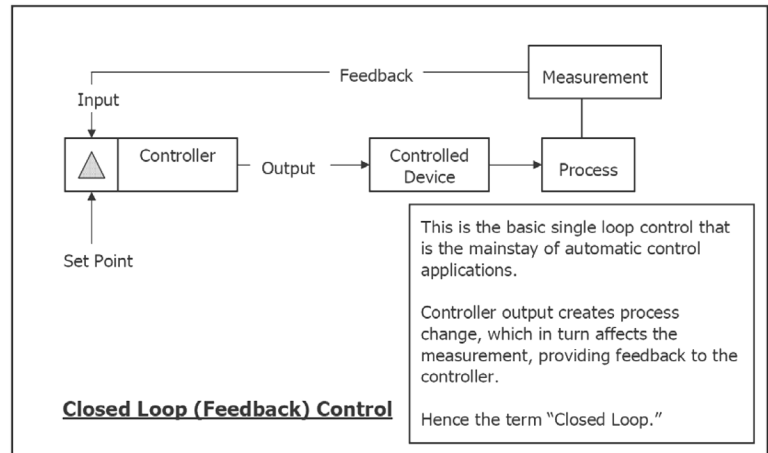 Feedback
Measurement
Input
Controller
Output
Controlled
Device
Process
Set Point
This is the basic single loop control that
is the mainstay of automatic control
applications.
Controller output creates process
change, which in turn affects the
measurement, providing feedback to the
controller.
Hence the term “Closed Loop.”
Closed Loop (Feedback) Control